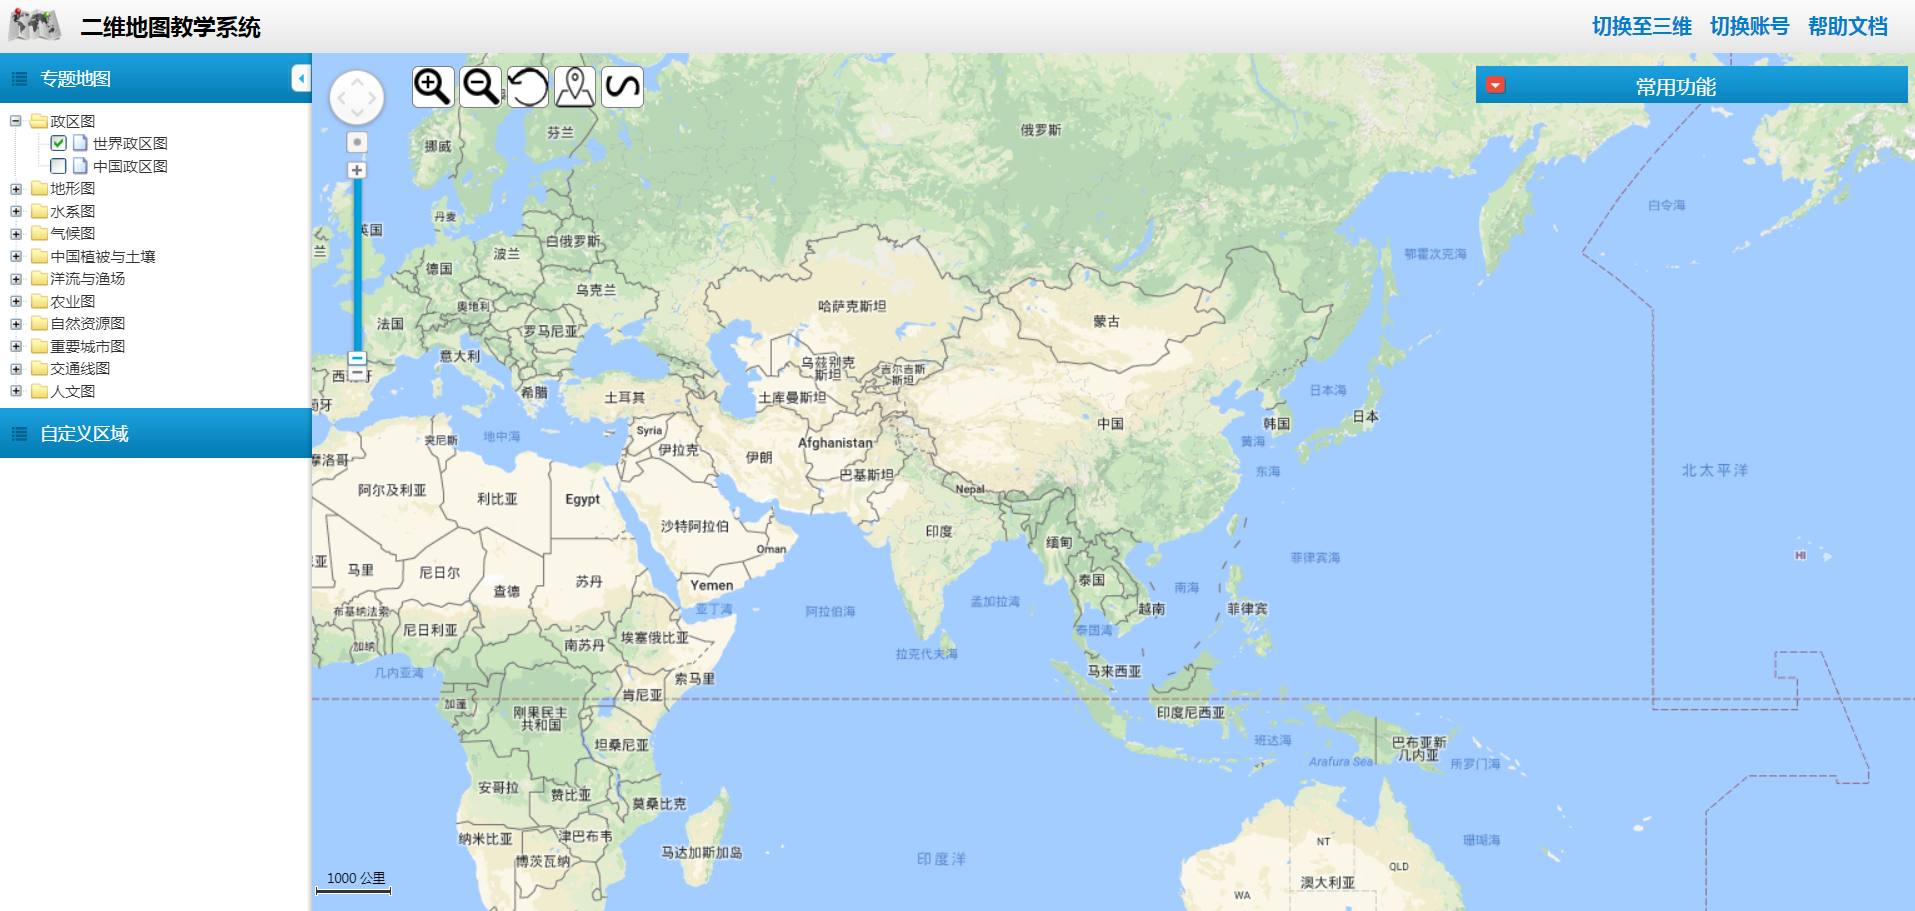 二维地图教学系统
切换至三维 切换账号 帮助文档
专题地图
常用功能
政区图
世界政区图
中国政区图
地形图
水系图
气候图
中国植被与土壤
洋流与渔场
农业图
自然资源图
重要城市图
交通线图
人文图
自定义区域
芬兰
俄罗斯
挪威
白令海
丹麦
英国
兰
白俄罗斯
波兰
鄂霍次克海
德国
乌克兰
奥地利
哈萨克斯坦
法国
罗马尼亚
蒙古
意大利
乌兹别克
斯坦
吉尔吉斯
斯坦
西班牙
希腊
土耳其
土库曼斯坦
日本海
萄牙
日本
中国
韩国
Syria
突尼斯
地中海
Afghanistan
黄海
伊拉克
伊朗
摩洛哥
巴基斯坦
东海
北太平洋
阿尔及利亚
利比亚
Egypt
Nepal
沙特阿拉伯
印度
缅甸
Oman
菲律宾海
HI
亚
马里
尼日尔
苏丹
Yemen
泰国
南海
查德
孟加拉湾
布基纳法索
亚丁湾
阿拉伯海
越南
菲律宾
尼日利亚
埃塞俄比亚
泰国湾
加纳
南苏丹
拉克代夫海
几内亚湾
索马里
马来西亚
肯尼亚
加蓬
刚果民主
共和国
印度尼西亚
坦桑尼亚
班达海
巴布亚新
几内亚
Arafura Sea
所罗门海
安哥拉
赞比亚
莫桑比克
纳米比亚
津巴布韦
博茨瓦纳
马达加斯加岛
印度洋
NT
珊瑚海
QLD
澳大利亚
WA
1000 公里